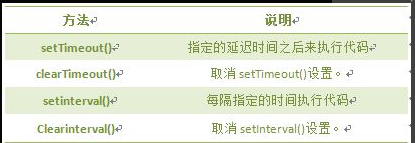 方法 说明
setTimeout() 指定的延迟时间之后来执行代码
clearTimeout() 取消 setTimeout()设置。
setinterval() 每隔指定的时间执行代码
Clearinterval() 取消 setInterval()设置。